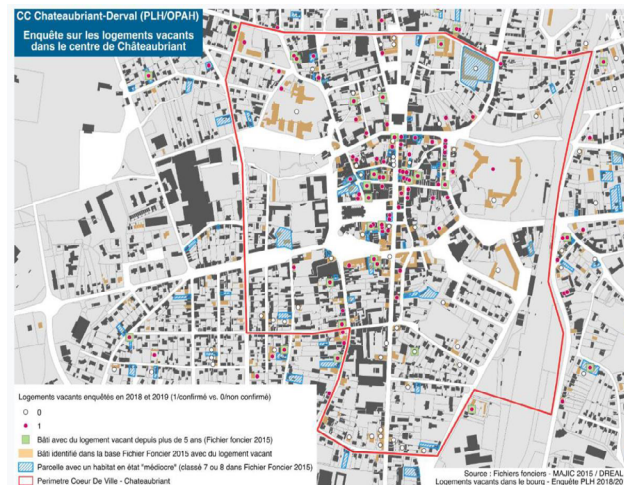 CC Chateaubriant-Derval (PLH/OPAH)
Enquête sur les logements vacants
dans le centre de Châteaubriant
Logements vacants enquêtés en 2018 et 2019 (1/confirmé vs. 0/non confirmé)
0
1
Bâti avec du logement vacant depuis plus de 5 ans (Fichier foncier 2015)
Bâti identifié dans la base Fichier Foncier 2015 avec du logement vacant
Parcelle avec un habitat en état "médiocre" (classé 7 ou 8 dans Fichier Foncier 2015)
Périmetre Coeur De Ville - Chateaubriant
Source : Fichiers fonciers - MAJIC 2015 / DREAL
Logements vacants dans le bourg - Enquête PLH 2018/20